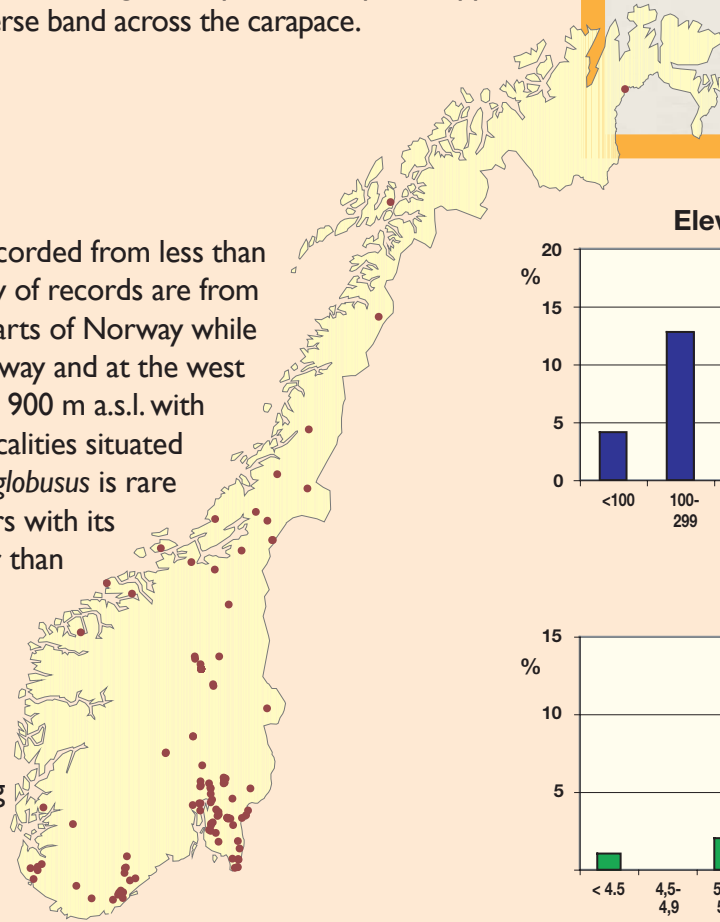 erse band across the carapace.
corded from less than
y of records are from
arts of Norway while
way and at the west
900 m a.s.l. with
calities situated
globusus is rare
rs with its
than
g
Elev
20
%
15
10
5
0
<100
100-
299
15
%
10
5
< 4.5
4,5-
4,9
5